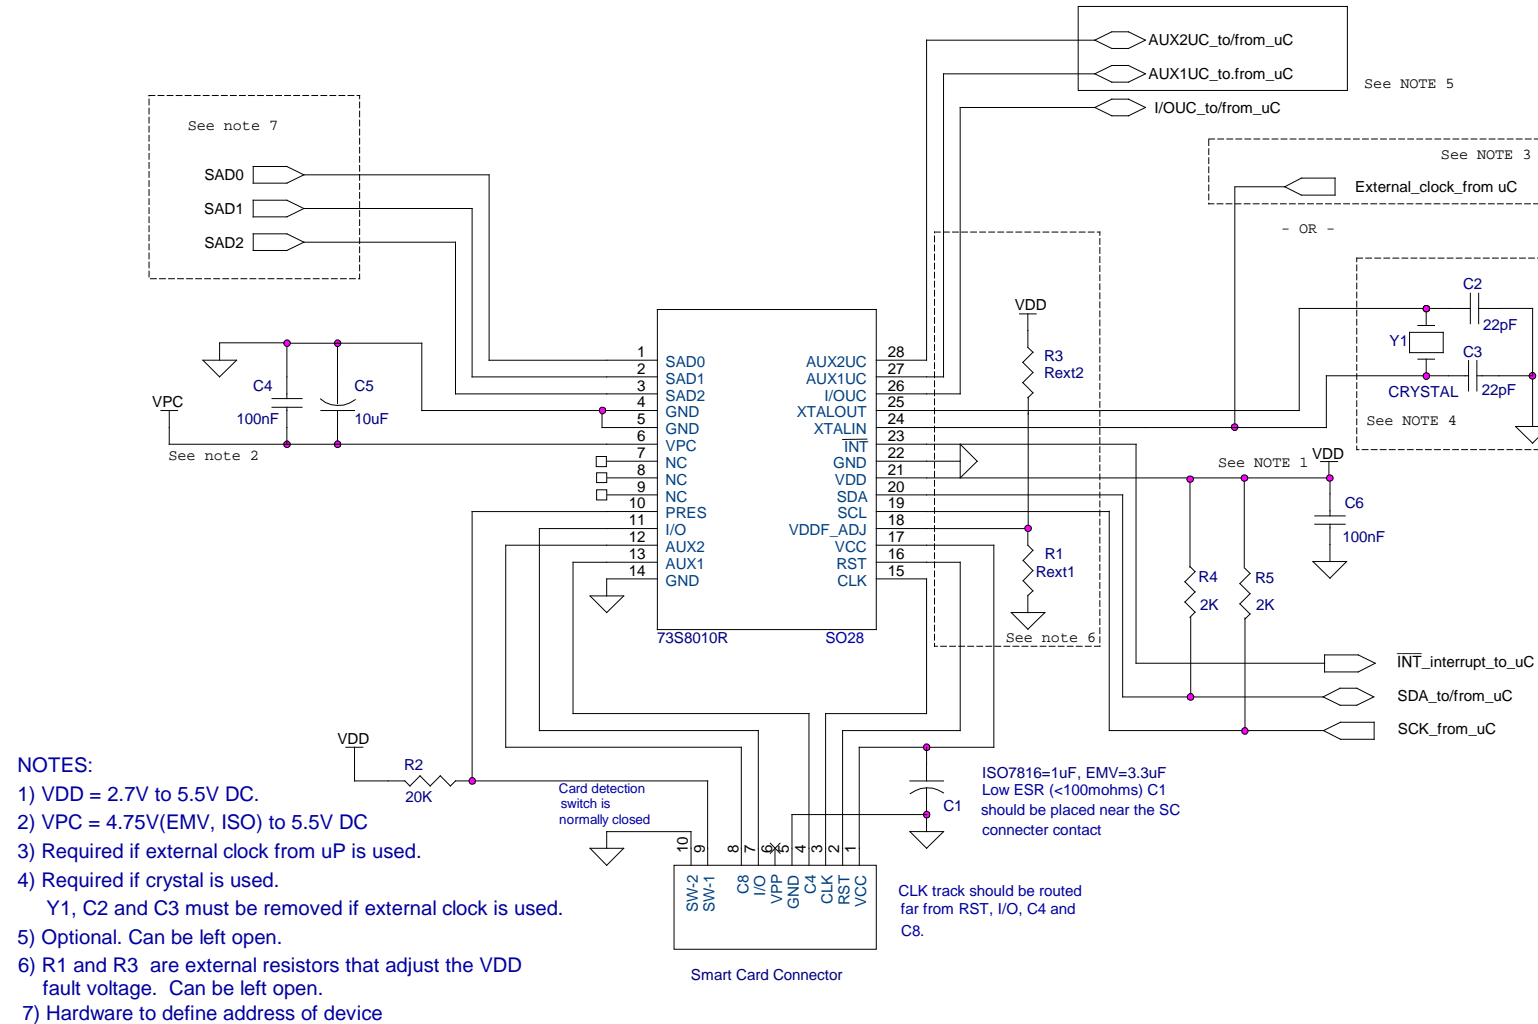 AUX2UC_to/from_uC
AUX1UC_to.from_uC
See NOTE 5
I/OUC_to/from_uC
See note 7
SAD0
SAD1
SAD2
See NOTE 3
External_clock_from uC
- OR -
VDD
R3
Rext2
C2
22pF
Y1
C3
22pF
CRYSTAL
See NOTE 4
VPC
C4
100nF
C5
10uF
See note 2
1
2
3
4
5
6
7
8
9
10
11
12
13
14
SAD0
SAD1
SAD2
GND
GND
VPC
NC
NC
NC
PRES
I/O
AUX2
AUX1
GND
AUX2UC
AUX1UC
I/OUC
XTALOUT
XTALIN
INT
GND
VDD
SDA
SCL
VDDF_ADJ
VCC
RST
CLK
28
27
26
25
24
23
22
21
20
19
18
17
16
15
73S8010R
SO28
See NOTE 1
VDD
C6
100nF
R1
Rext1
See note 6
R4
2K
R5
2K
INT_interrupt_to_uC
SDA_to/from_uC
SCK_from_uC
VDD
R2
20K
Card detection
switch is
normally closed
C1
ISO7816=1uF, EMV=3.3uF
Low ESR (<100mohms) C1
should be placed near the SC
connecter contact
10
9
8
7
6
5
4
3
2
1
SW-2
SW-1
C8
I/O
VPP
GND
C4
CLK
RST
VCC
CLK track should be routed
far from RST, I/O, C4 and
C8.
Smart Card Connector
NOTES:
1) VDD = 2.7V to 5.5V DC.
2) VPC = 4.75V(EMV, ISO) to 5.5V DC
3) Required if external clock from uP is used.
4) Required if crystal is used.
Y1, C2 and C3 must be removed if external clock is used.
5) Optional. Can be left open.
6) R1 and R3 are external resistors that adjust the VDD
fault voltage. Can be left open.
7) Hardware to define address of device